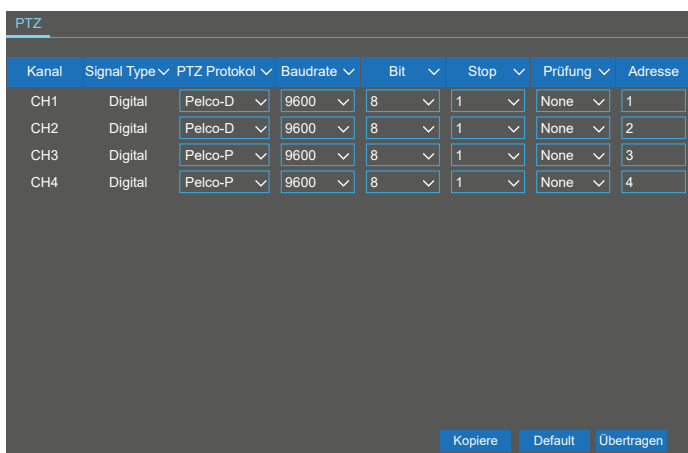 PTZ
Kanal Signal Type PTZ Protokol Baudrate Bit Stop Prüfung Adresse
CH1 Digital Pelco-D 9600 8 1 None 1
CH2 Digital Pelco-D 9600 8 1 None 2
CH3 Digital Pelco-P 9600 8 1 None 3
CH4 Digital Pelco-P 9600 8 1 None 4
Kopiere Default Übertragen